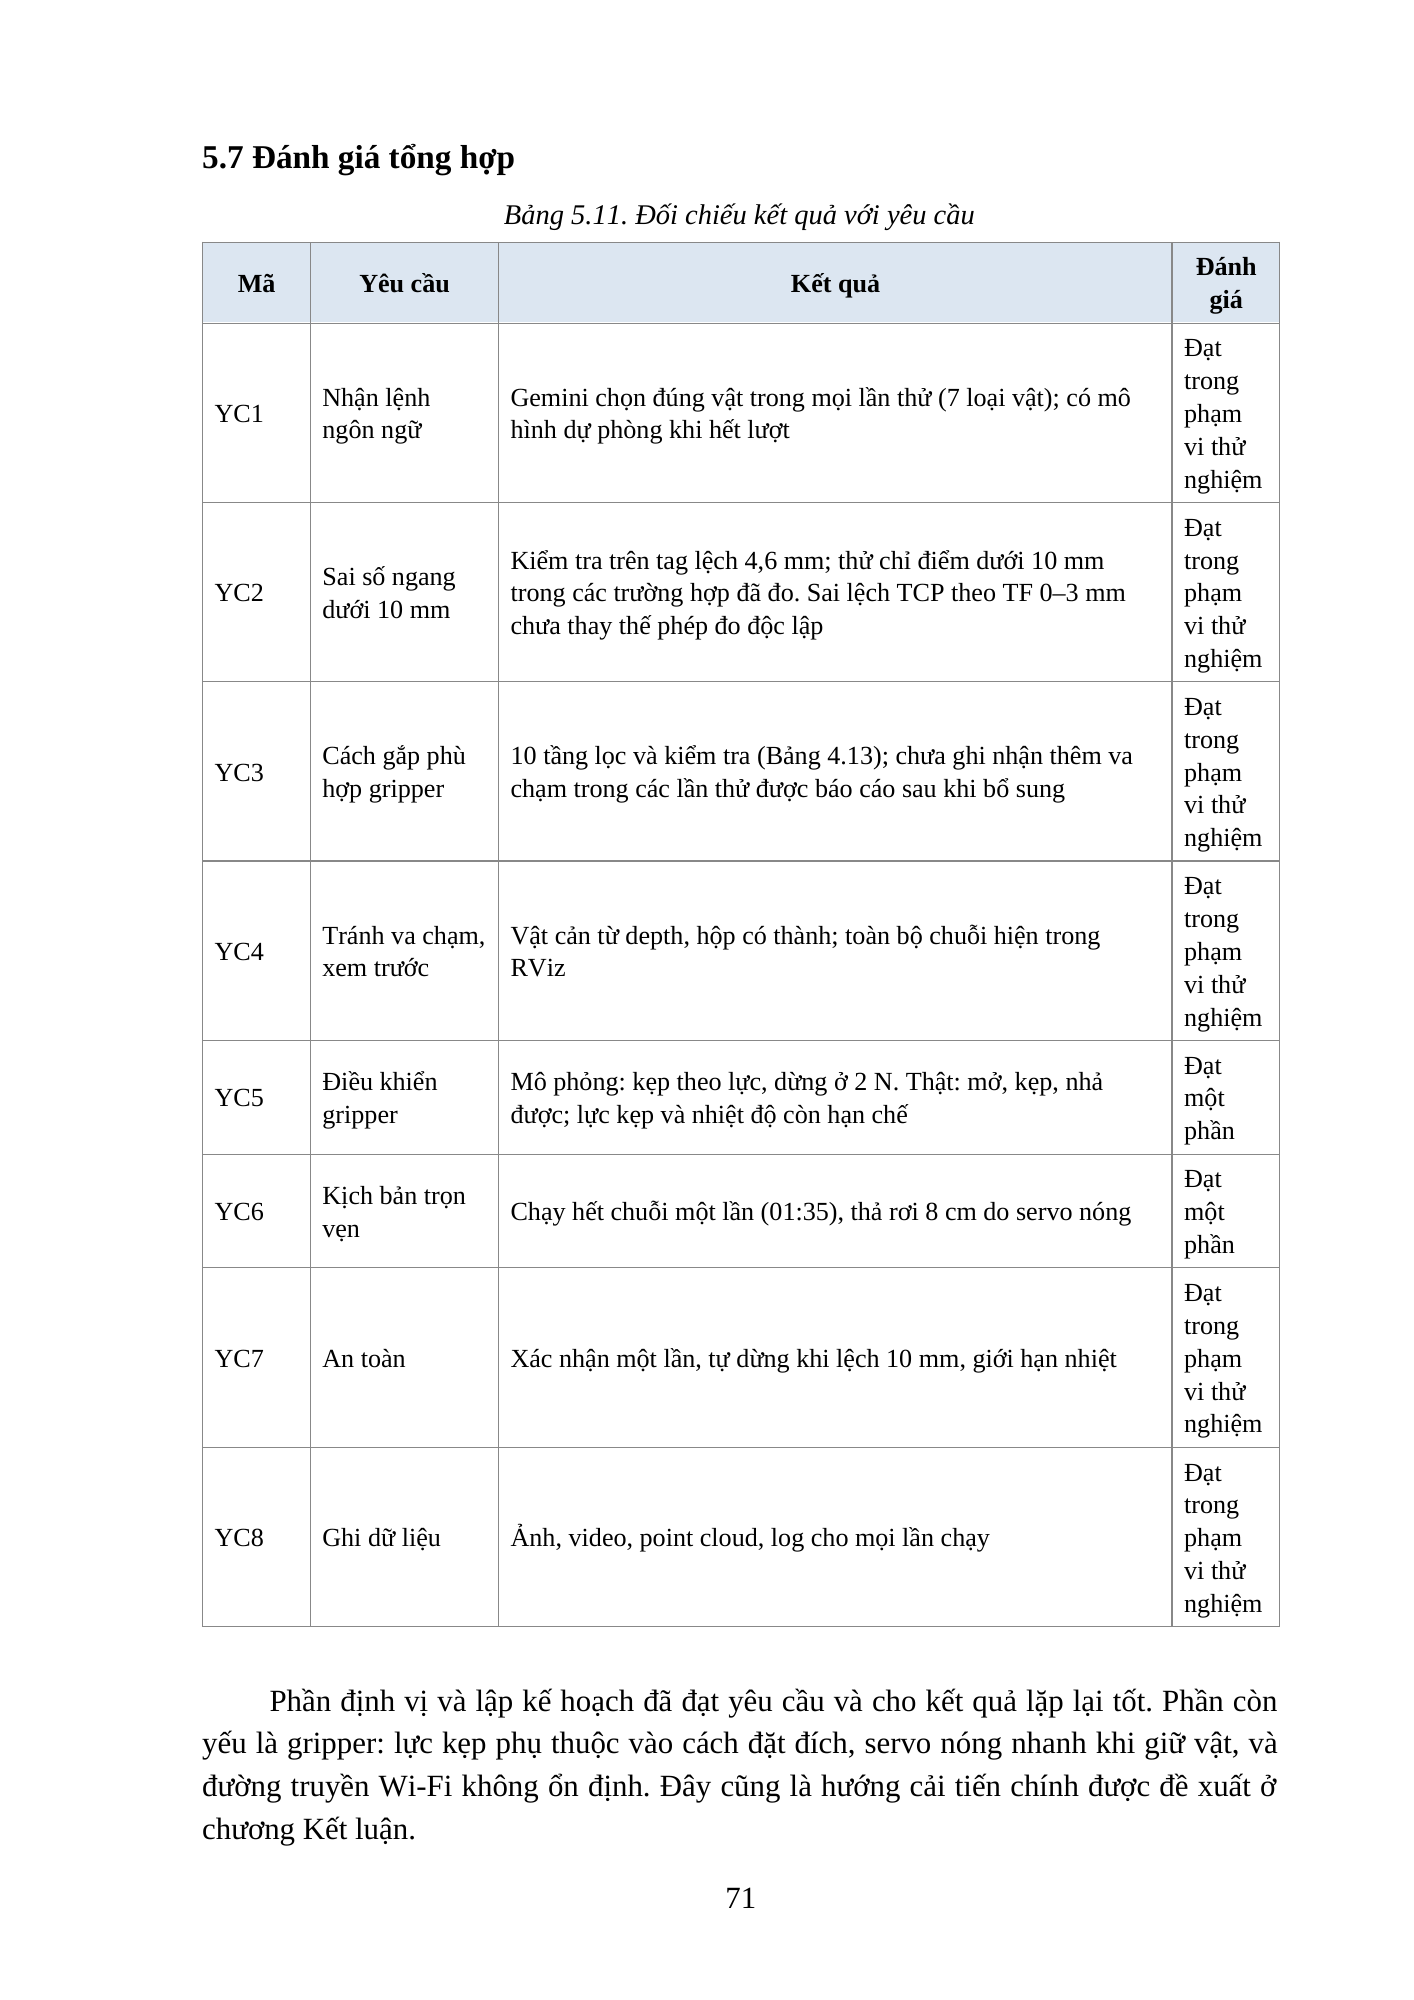 5.7 Đánh giá tổng hợp
Bảng 5.11. Đối chiếu kết quả với yêu cầu
Mã
Yêu cầu
Kết quả
Đánh
giá
YC1
Nhận lệnh
ngôn ngữ
Gemini chọn đúng vật trong mọi lần thử (7 loại vật); có mô
hình dự phòng khi hết lượt
Đạt
trong
phạm
vi thử
nghiệm
YC2
Sai số ngang
dưới 10 mm
Kiểm tra trên tag lệch 4,6 mm; thử chỉ điểm dưới 10 mm
trong các trường hợp đã đo. Sai lệch TCP theo TF 0–3 mm
chưa thay thế phép đo độc lập
Đạt
trong
phạm
vi thử
nghiệm
YC3
Cách gắp phù
hợp gripper
10 tầng lọc và kiểm tra (Bảng 4.13); chưa ghi nhận thêm va
chạm trong các lần thử được báo cáo sau khi bổ sung
Đạt
trong
phạm
vi thử
nghiệm
YC4
Tránh va chạm,
xem trước
Vật cản từ depth, hộp có thành; toàn bộ chuỗi hiện trong
RViz
Đạt
trong
phạm
vi thử
nghiệm
YC5
Điều khiển
gripper
Mô phỏng: kẹp theo lực, dừng ở 2 N. Thật: mở, kẹp, nhả
được; lực kẹp và nhiệt độ còn hạn chế
Đạt
một
phần
YC6
Kịch bản trọn
vẹn
Chạy hết chuỗi một lần (01:35), thả rơi 8 cm do servo nóng
Đạt
một
phần
YC7
An toàn
Xác nhận một lần, tự dừng khi lệch 10 mm, giới hạn nhiệt
Đạt
trong
phạm
vi thử
nghiệm
YC8
Ghi dữ liệu
Ảnh, video, point cloud, log cho mọi lần chạy
Đạt
trong
phạm
vi thử
nghiệm
Phần định vị và lập kế hoạch đã đạt yêu cầu và cho kết quả lặp lại tốt. Phần còn
yếu là gripper: lực kẹp phụ thuộc vào cách đặt đích, servo nóng nhanh khi giữ vật, và
đường truyền Wi-Fi không ổn định. Đây cũng là hướng cải tiến chính được đề xuất ở
chương Kết luận.
71